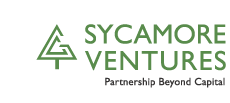 SYCAMORE
VENTURES
Partnership Beyond Capital